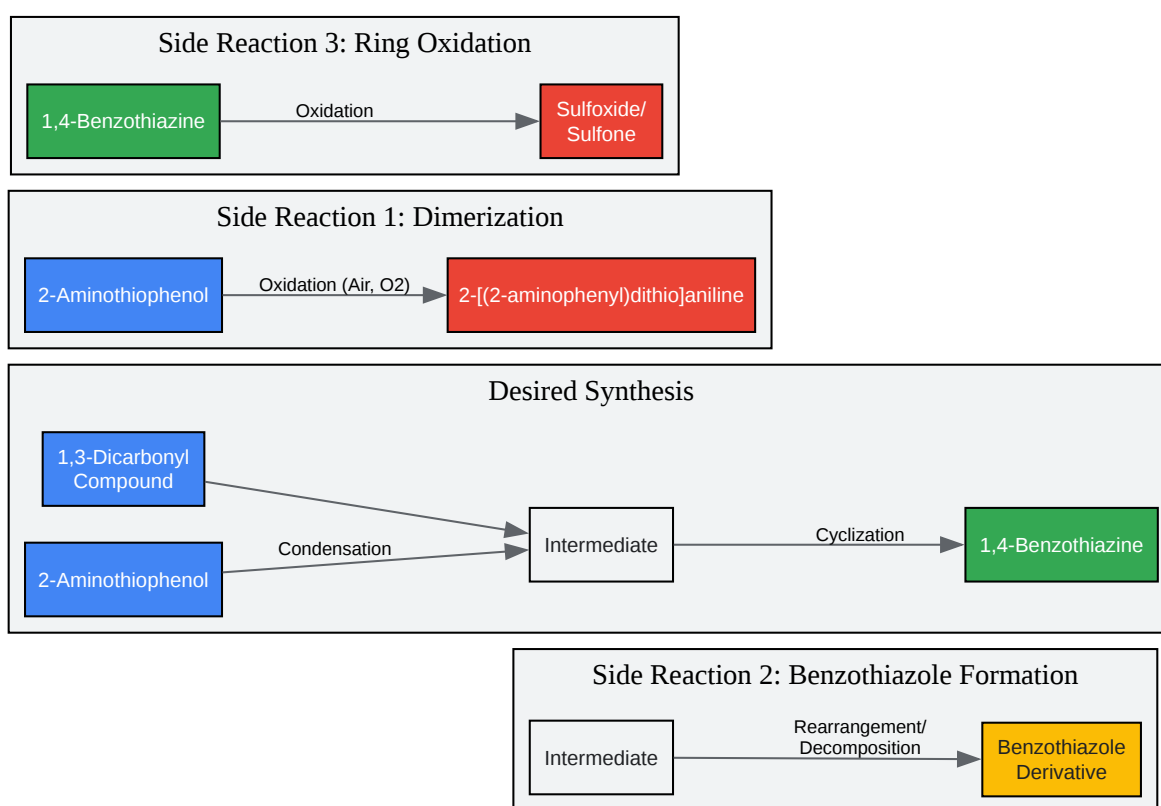 Side Reaction 3: Ring Oxidation
1,4-Benzothiazine
Oxidation
Sulfoxide/
Sulfone
Side Reaction 1: Dimerization
2-Aminothiophenol
Oxidation (Air, O2)
2-[(2-aminophenyl)dithio]aniline
Desired Synthesis
1,3-Dicarbonyl
Compound
2-Aminothiophenol
Condensation
Intermediate
Cyclization
1,4-Benzothiazine
Side Reaction 2: Benzothiazole Formation
Intermediate
Rearrangement/
Decomposition
Benzothiazole
Derivative